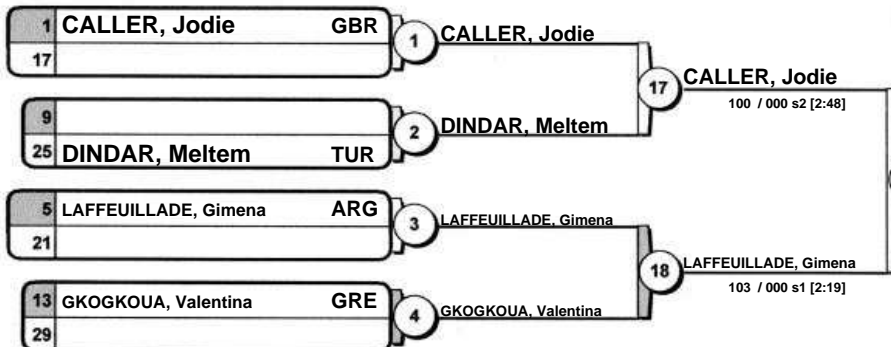 1 CALLER, Jodie GBR
17
1
CALLER, Jodie
9
25 DINDAR, Meltem TUR
2
DINDAR, Meltem
17
CALLER, Jodie
100 / 000 s2 [2:48]
5 LAFFEUILLADE, Gimena ARG
21
3
LAFFEUILLADE, Gimena
13 GKOGKOUA, Valentina GRE
29
4
GKOGKOUA, Valentina
18
LAFFEUILLADE, Gimena
103 / 000 s1 [2:19]